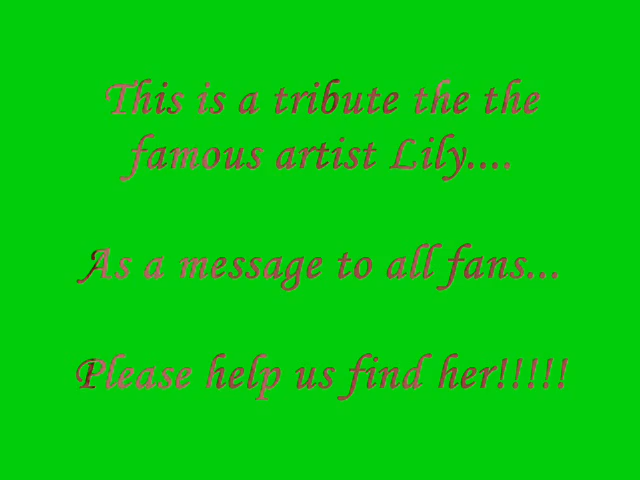 This is a tribute the the
famous artist Lily....
As a message to all fans...
Please help us find her!!!!!